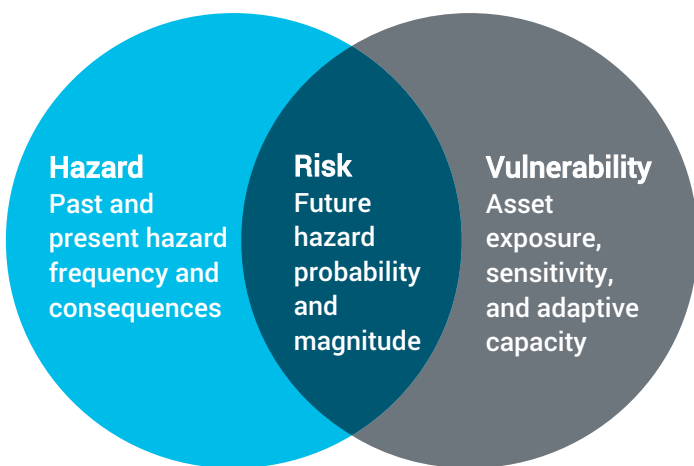 Hazard
Past and
present hazard
frequency and
consequences
Risk
Future
hazard
probability
and
magnitude
Vulnerability
Asset
exposure,
sensitivity,
and adaptive
capacity